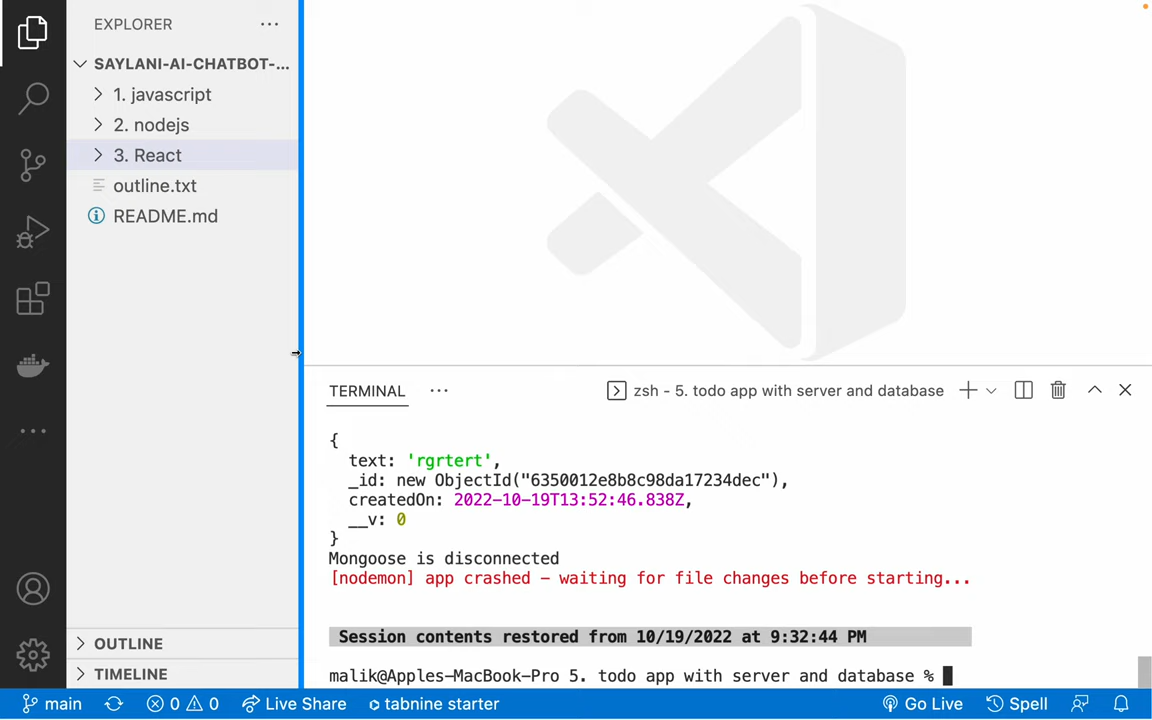 EXPLORER
SAYLANI-AI-CHATBOT-...
1. javascript
2. nodejs
3. React
outline.txt
README.md
OUTLINE
TIMELINE
TERMINAL
zsh - 5. todo app with server and database
{
text: 'rgrtert',
_id: new ObjectId("6350012e8b8c98da17234dec"),
createdOn: 2022-10-19T13:52:46.838Z,
__v: 0
}
Mongoose is disconnected
[nodemon] app crashed - waiting for file changes before starting...
Session contents restored from 10/19/2022 at 9:32:44 PM
malik@Apples-MacBook-Pro 5. todo app with server and database %
main 0 0 Live Share tabnine starter Go Live Spell